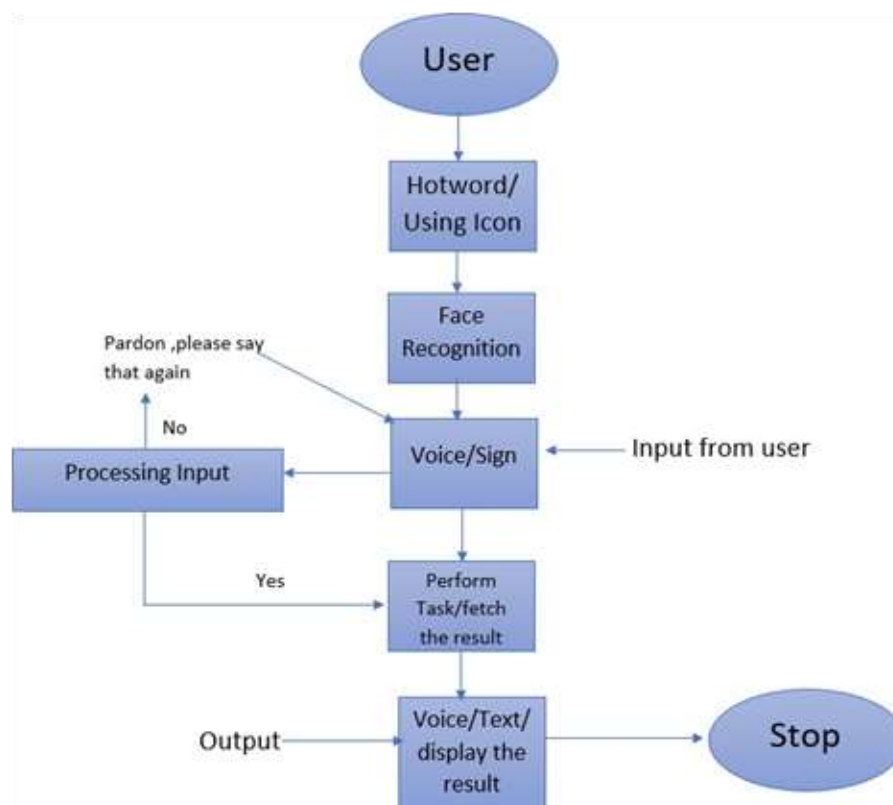 User
Hotword/
Using Icon
Face
Recognition
Pardon ,please say
that again
No
Voice/Sign
Input from user
Processing Input
Yes
Perform
Task/fetch
the result
Output
Voice/Text/
display the
result
Stop